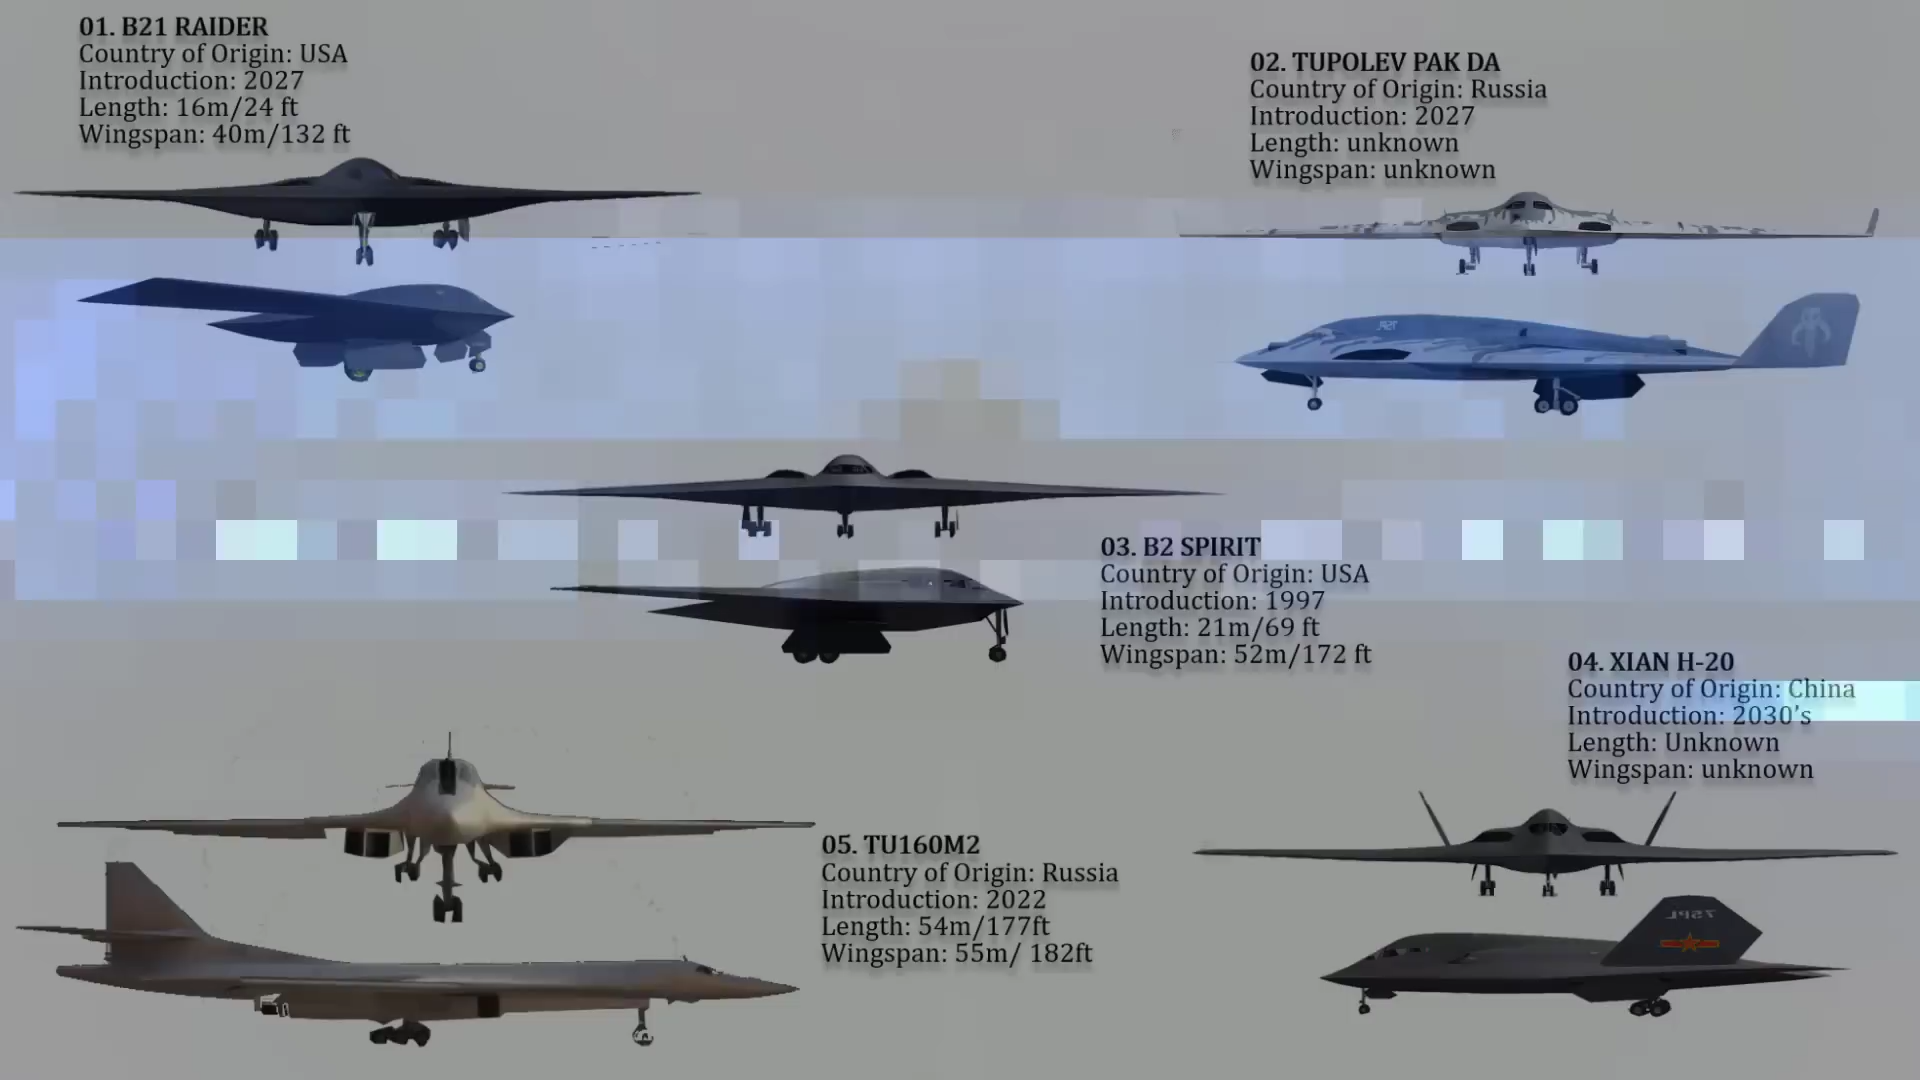 01. B21 RAIDER
Country of Origin: USA
Introduction: 2027
Length: 16m/24 ft
Wingspan: 40m/132 ft
02. TUPOLEV PAK DA
Country of Origin: Russia
Introduction: 2027
Length: unknown
Wingspan: unknown
03. B2 SPIRIT
Country of Origin: USA
Introduction: 1997
Length: 21m/69 ft
Wingspan: 52m/172 ft
04. XIAN H-20
Country of Origin: China
Introduction: 2030's
Length: Unknown
Wingspan: unknown
05. TU160M2
Country of Origin: Russia
Introduction: 2022
Length: 54m/177ft
Wingspan: 55m/ 182ft